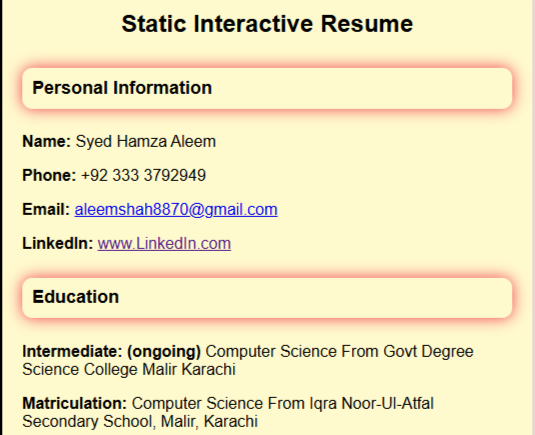 Static Interactive Resume
Personal Information
Name: Syed Hamza Aleem
Phone: +92 333 3792949
Email: aleemshah8870@gmail.com
LinkedIn: www.LinkedIn.com
Education
Intermediate: (ongoing) Computer Science From Govt Degree
Science College Malir Karachi
Matriculation: Computer Science From Iqra Noor-Ul-Atfal
Secondary School, Malir, Karachi